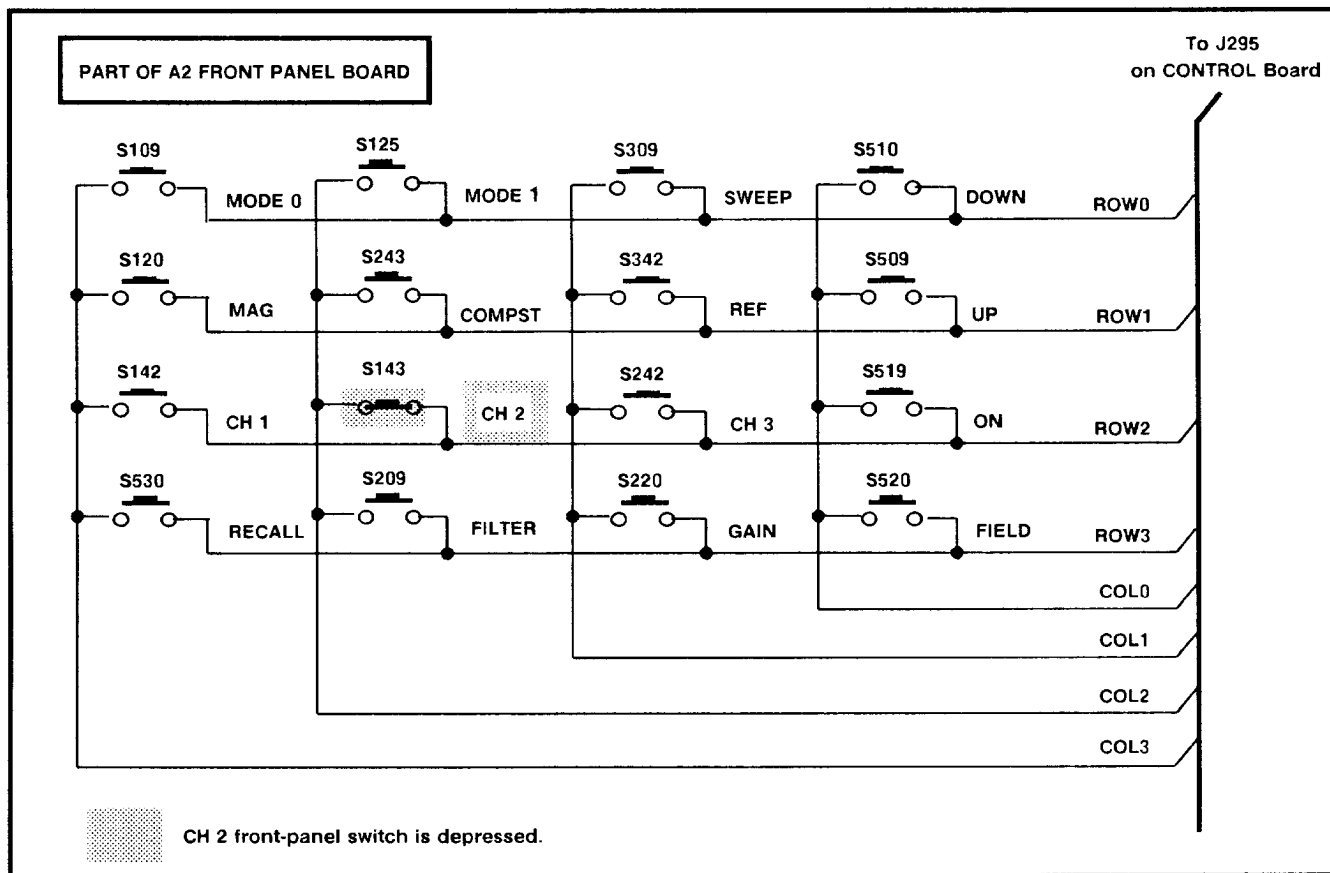 To J295
on CONTROL Board
PART OF A2 FRONT PANEL BOARD
S109 S125 S309 S510
MODE 0 MODE 1 SWEEP DOWN ROW0
S120 S243 S342 S509
MAG COMPST REF UP ROW1
S142 S143 S242 S519
CH 1 CH 2 CH 3 ON ROW2
S530 S209 S220 S520
RECALL FILTER GAIN FIELD ROW3
COL0
COL1
COL2
COL3
CH 2 front-panel switch is depressed.